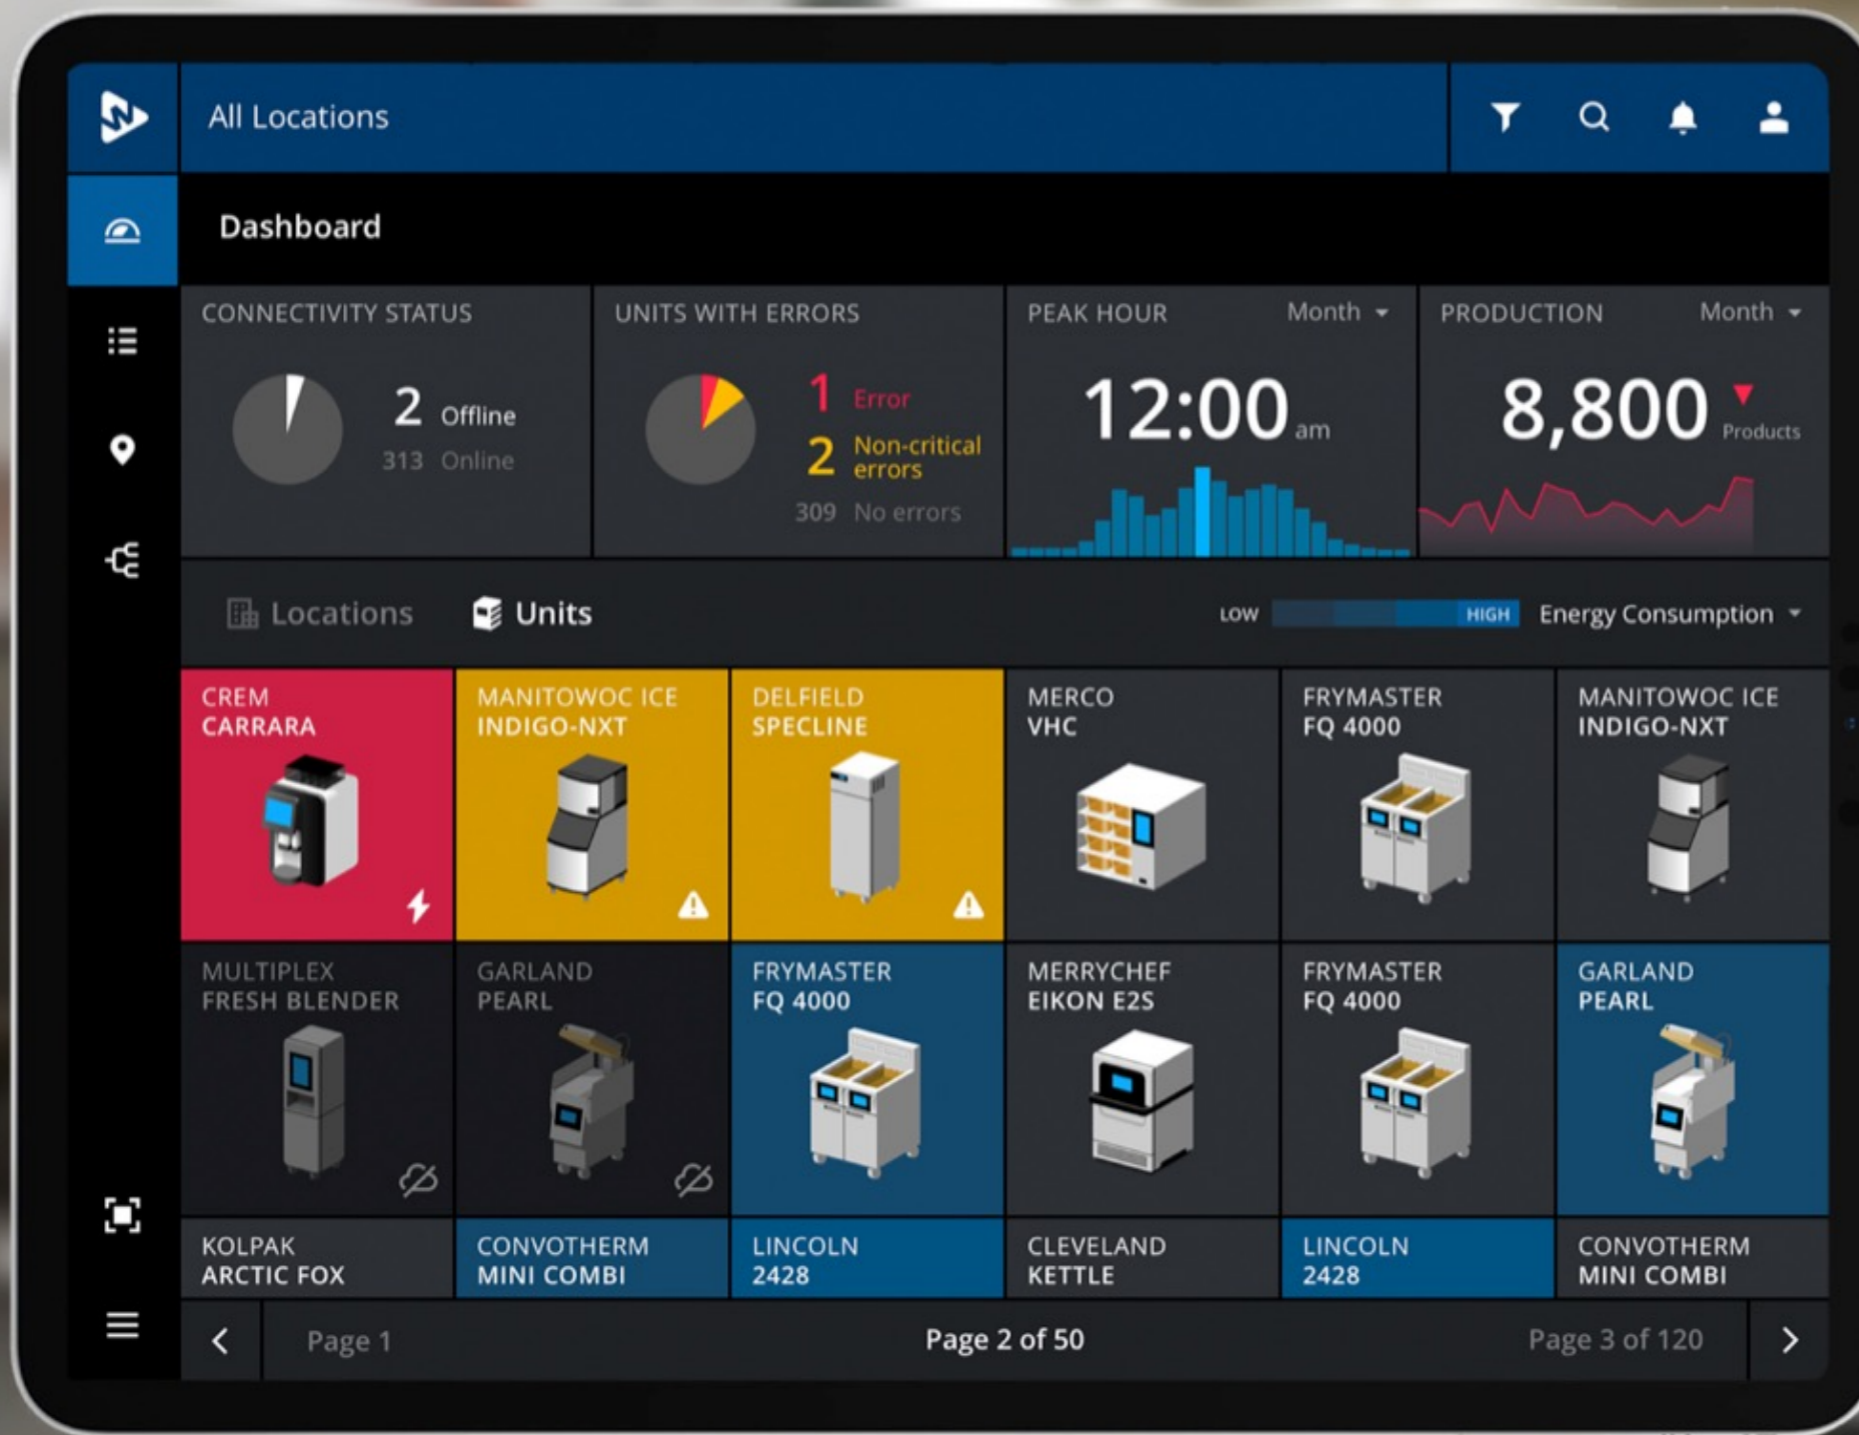 All Locations
Dashboard
CONNECTIVITY STATUS
2 Offline
313 Online
UNITS WITH ERRORS
1 Error
2 Non-critical
errors
309 No errors
PEAK HOUR
Month
12:00 am
PRODUCTION
Month
8,800 Products
Locations
Units
LOW
HIGH
Energy Consumption
CREM
CARRARA
MANITOWOC ICE
INDIGO-NXT
DELFIELD
SPECLINE
MERCO
VHC
FRYMASTER
FQ 4000
MANITOWOC ICE
INDIGO-NXT
MULTIPLEX
FRESH BLENDER
GARLAND
PEARL
FRYMASTER
FQ 4000
MERRYCHEF
EIKON E2S
FRYMASTER
FQ 4000
GARLAND
PEARL
KOLPAK
ARCTIC FOX
CONVOTHERM
MINI COMBI
LINCOLN
2428
CLEVELAND
KETTLE
LINCOLN
2428
CONVOTHERM
MINI COMBI
Page 1
Page 2 of 50
Page 3 of 120